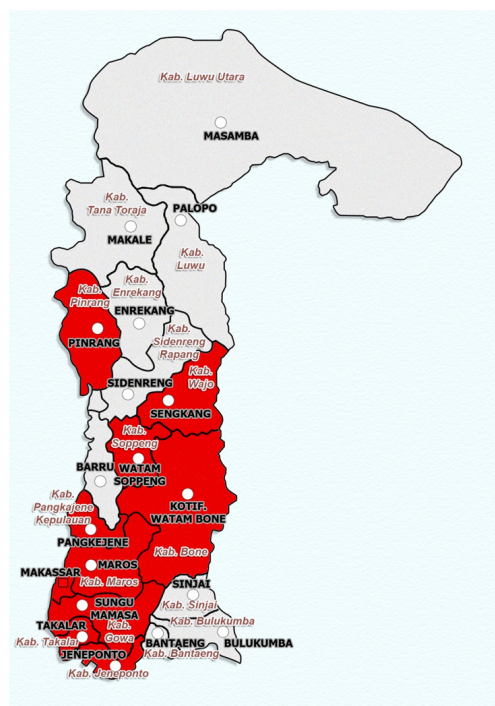 Kab. Luwu Utara
MASAMBA
Kab.
Tana Toraja
PALOPO
MAKALE
Kab.
Luwu
Kab.
Enrekang
Kab.
Pinrang
ENREKANG
Kab.
Sidenreng
Rapang
PINRANG
Kab.
Wajo
SIDENRENG
SENGKANG
Kab.
Soppeng
BARRU
WATAM
SOPPENG
Kab.
Pangkajene
Kepulauan
KOTIF.
WATAM BONE
PANGKEJENE
Kab. Bone
MAROS
MAKASSAR
Kab. Maros
SINJAI
SUNGU
MAMASA
Kab. Sinjai
TAKALAR
Kab.
Gowa
Kab. Bulukumba
Kab. Takalar
BANTAENG
BULUKUMBA
JENEPONTO
Kab. Bantaeng
Kab. Jeneponto